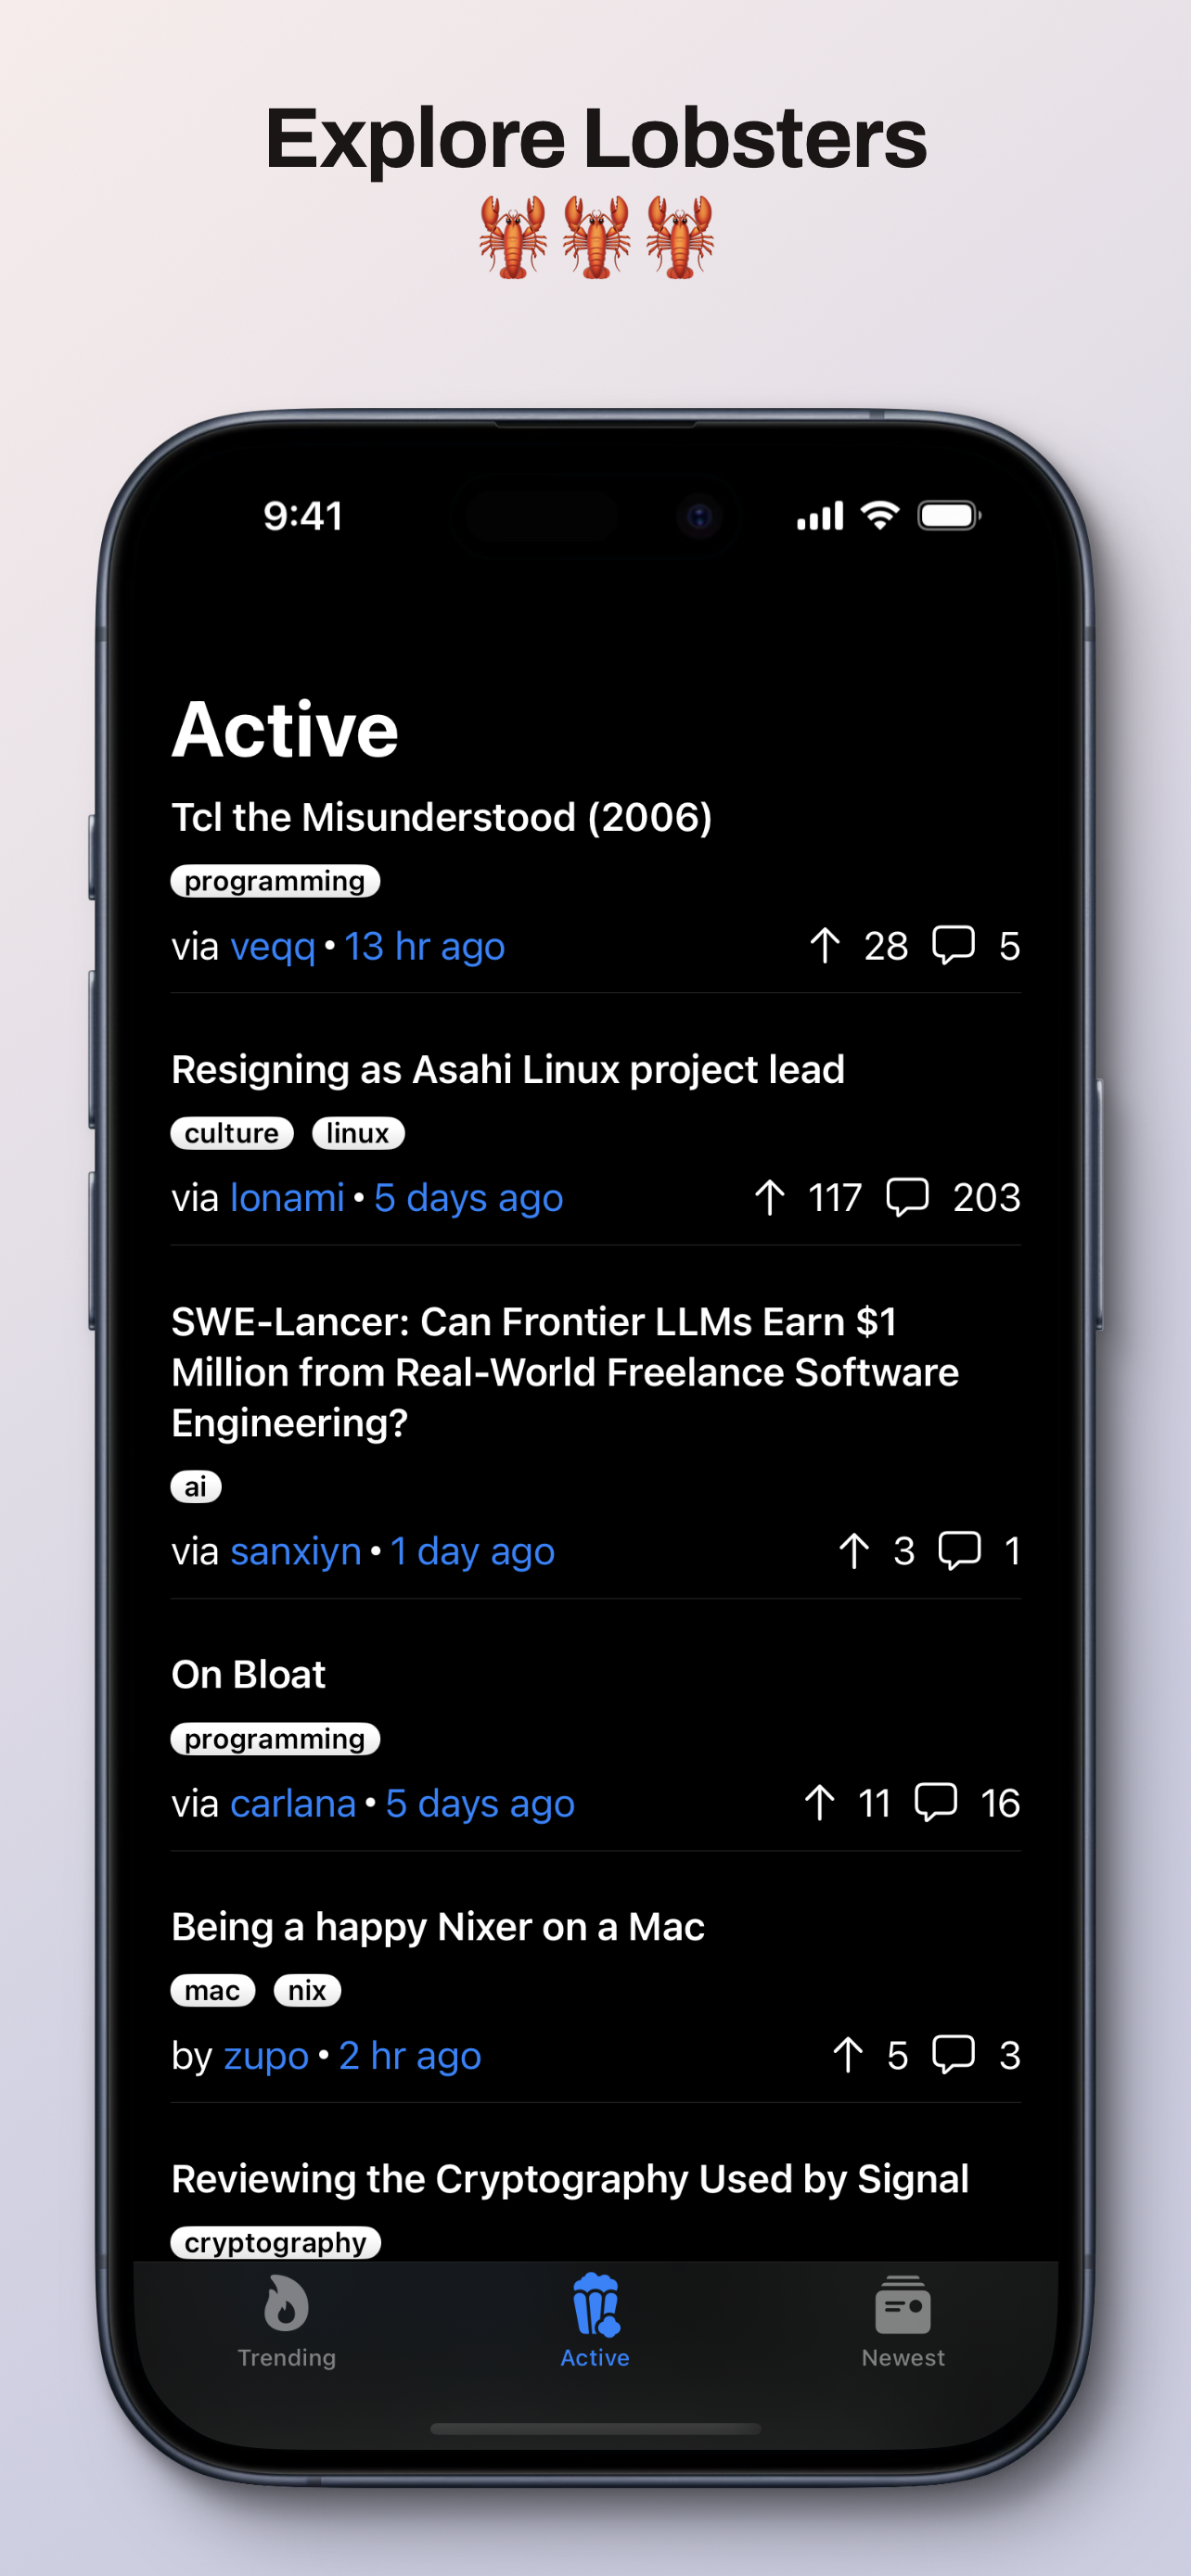 Explore Lobsters
🦞🦞🦞
9:41
Active
Tcl the Misunderstood (2006)
programming
via veqq • 13 hr ago 28 5
Resigning as Asahi Linux project lead
culture linux
via lonami • 5 days ago 117 203
SWE-Lancer: Can Frontier LLMs Earn $1
Million from Real-World Freelance Software
Engineering?
ai
via sanxiyn • 1 day ago 3 1
On Bloat
programming
via carlana • 5 days ago 11 16
Being a happy Nixer on a Mac
mac nix
by zupo • 2 hr ago 5 3
Reviewing the Cryptography Used by Signal
cryptography
Trending Active Newest